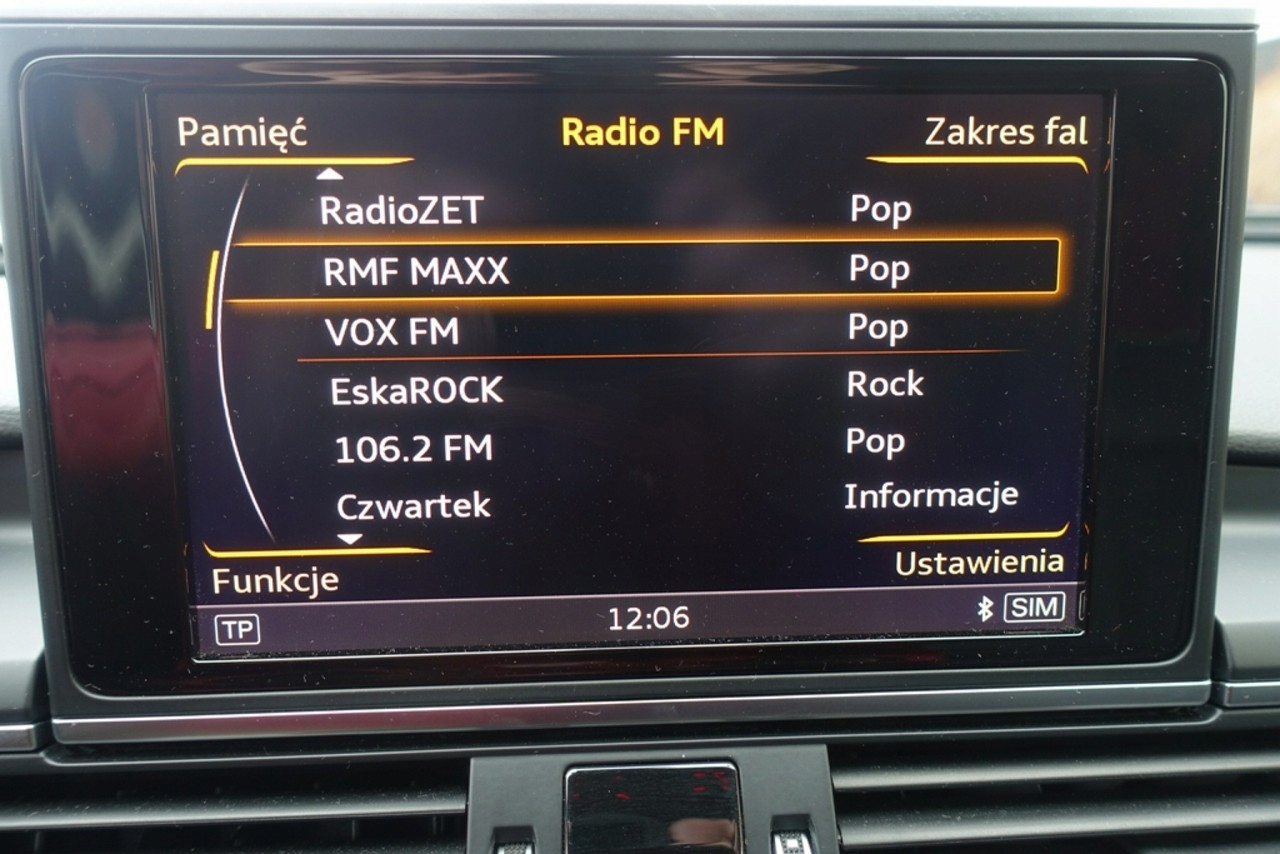 Pamięć Radio FM Zakres fal
RadioZET Pop
RMF MAXX Pop
VOX FM Pop
EskaROCK Rock
106.2 FM Pop
Czwartek Informacje
Funkcje Ustawienia
TP 12:06 SIM